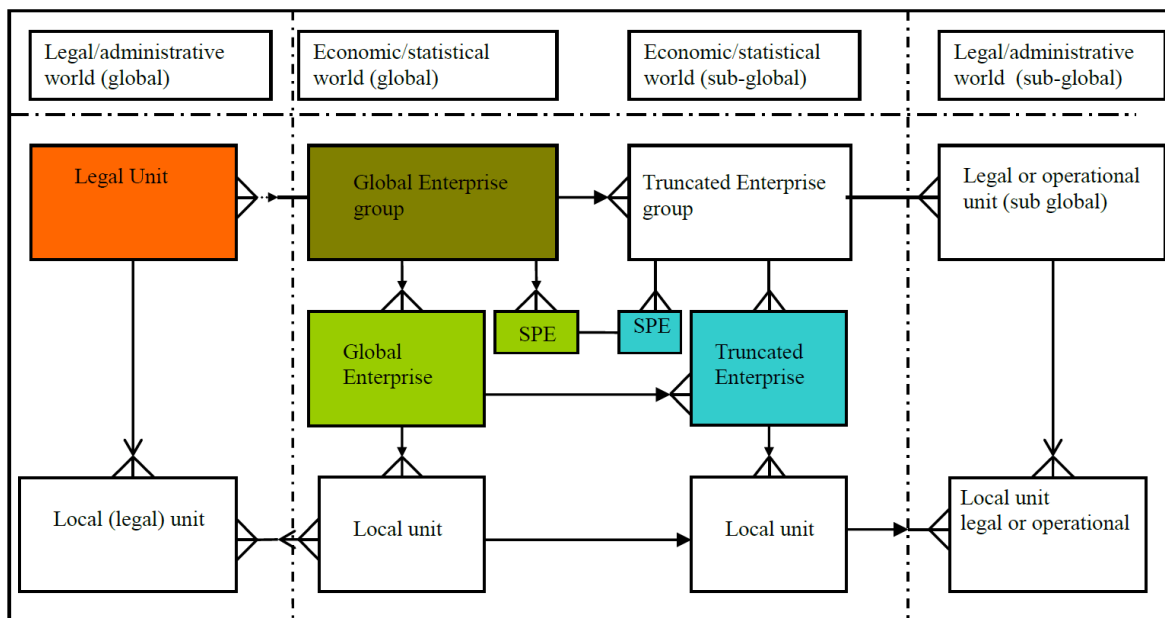 Legal/administrative
world (global)
Economic/statistical
world (global)
Economic/statistical
world (sub-global)
Legal/administrative
world  (sub-global)
Legal Unit
Global Enterprise
group
Truncated Enterprise
group
Legal or operational
unit (sub global)
SPE
SPE
Global
Enterprise
Truncated
Enterprise
Local (legal) unit
Local unit
Local unit
Local unit
legal or operational